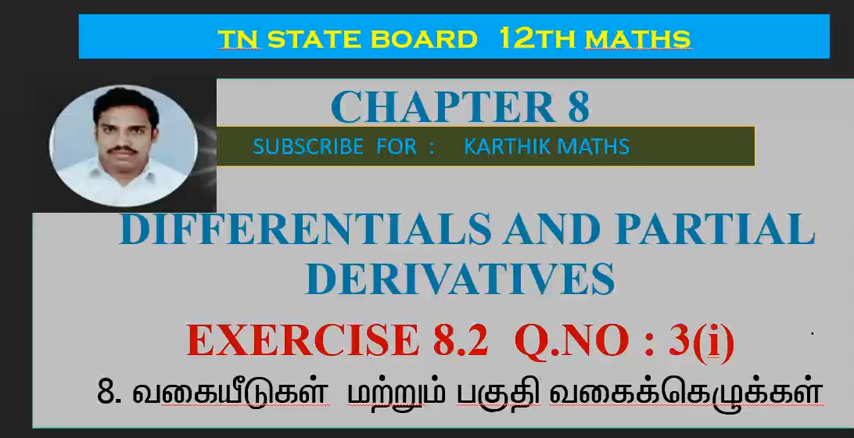 TN STATE BOARD 12TH MATHS
CHAPTER 8
SUBSCRIBE FOR : KARTHIK MATHS
DIFFERENTIALS AND PARTIAL
DERIVATIVES
EXERCISE 8.2 Q.NO : 3(i)
8. வகையீடுகள் மற்றும் பகுதி வகைக்கெழுக்கள்